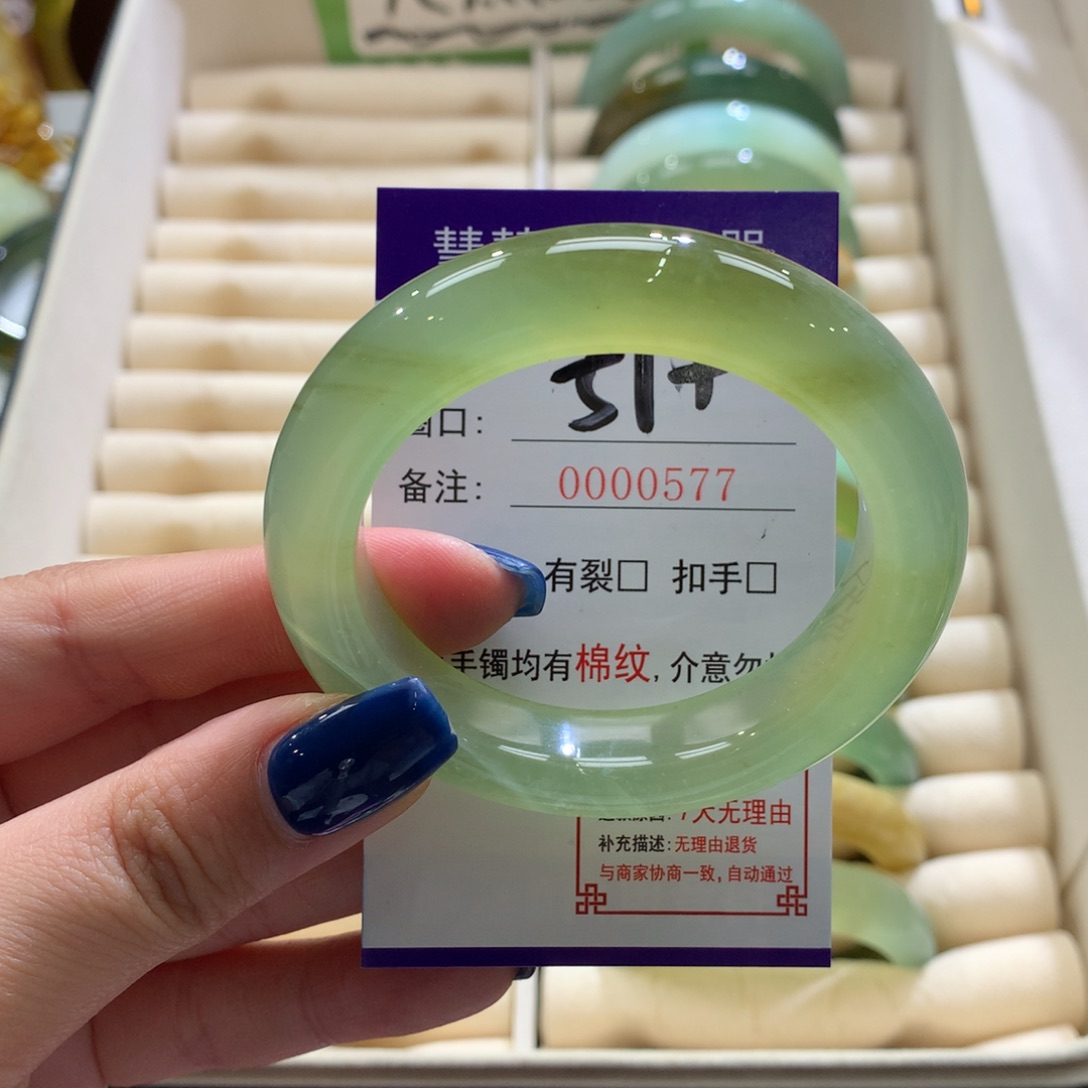 圈口: 51+
备注: 0000577
有裂□ 扣手□
手镯均有棉纹, 介意勿
7天无理由
补充描述: 无理由退货
与商家协商一致, 自动通过